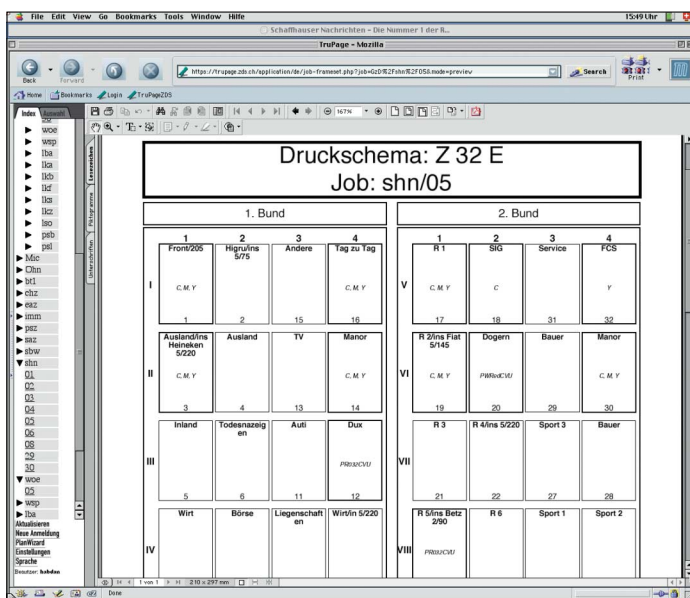 File Edit View Go Bookmarks Tools Window Hilfe 15:49 Uhr
Schaffhauser Nachrichten - Die Nummer 1 der R...
TruPage - Mozilla
Back Forward
https://trupage.zds.ch/application/de/job-frameset.php?job=GzD%2Fshn%2F05&mode=preview
Search Print
Home Bookmarks Login TruPageZDS
Index Auswahl
167%
woe
wsp
lba
lka
lkb
lkf
lks
lkz
lso
psb
psl
Mic
Ohn
bt1
chz
eaz
imm
psz
saz
sbw
shn
01
02
03
04
05
06
08
29
30
woe
05
wsp
lba
Aktualisieren
Neue Anmeldung
PlanWizard
Einstellungen
Sprache
Benutzer: habdan
Lesezeichen
Piktogramme
Unterschriften
Druckschema: Z 32 E
Job: shn/05
1. Bund 2. Bund
1 2 3 4 1 2 3 4
Front/205 Higru/ins 5/75 Andere Tag zu Tag R 1 SIG Service FCS
I C, M, Y C, M, Y V C, M, Y C Y
1 2 15 16 17 18 31 32
Ausland/ins Heineken 5/220 Ausland TV Manor R 2/ins Fiat 5/145 Dogern Bauer Manor
II C, M, Y C, M, Y VI C, M, Y PWRedCVU C, M, Y
3 4 13 14 19 20 29 30
Inland Todesnazeig en Auti Dux R 3 R 4/ins 5/220 Sport 3 Bauer
III PR032CVU VII
5 6 11 12 21 22 27 28
Wirt Börse Liegenschaft en Wirt/in 5/220 R 5/ins Betz 2/90 R 6 Sport 1 Sport 2
IV VIII PR032CVU
1 von 1 210 x 297 mm
Done